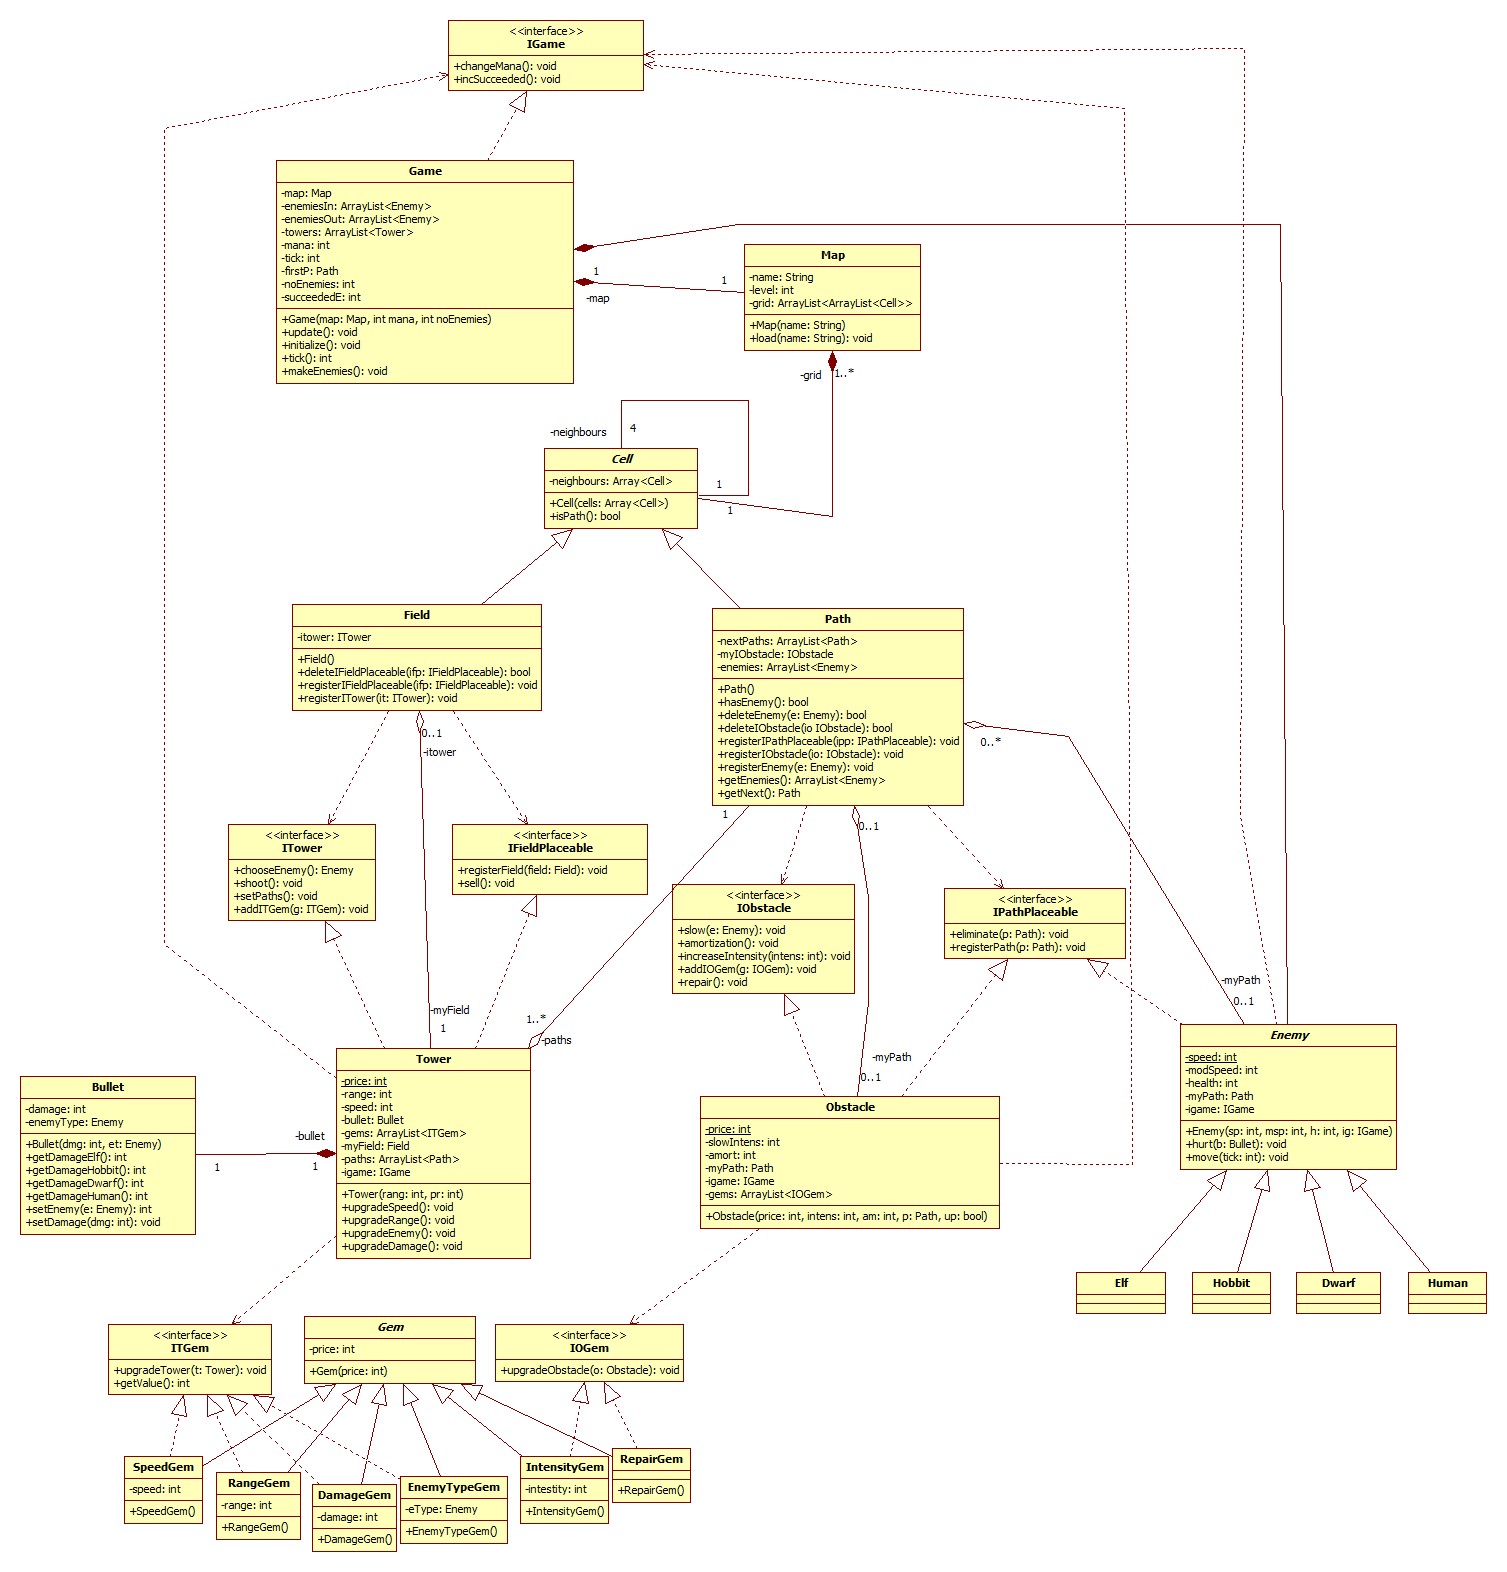 <<interface>>
IGame
+changeMana(): void
+incSucceeded(): void
Game
-map: Map
-enemiesIn: ArrayList<Enemy>
-enemiesOut: ArrayList<Enemy>
-towers: ArrayList<Tower>
-mana: int
-tick: int
-firstP: Path
-noEnemies: int
-succeededE: int
+Game(map: Map, int mana, int noEnemies)
+update(): void
+initialize(): void
+tick(): int
+makeEnemies(): void
1
-map
1
Map
-name: String
-level: int
-grid: ArrayList<ArrayList<Cell>>
+Map(name: String)
+load(name: String): void
-grid
1..*
-neighbours
4
Cell
-neighbours: Array<Cell>
+Cell(cells: Array<Cell>)
+isPath(): bool
1
1
Field
-itower: ITower
+Field()
+deleteIFieldPlaceable(ifp: IFieldPlaceable): bool
+registerIFieldPlaceable(ifp: IFieldPlaceable): void
+registerITower(it: ITower): void
Path
-nextPaths: ArrayList<Path>
-myIObstacle: IObstacle
-enemies: ArrayList<Enemy>
+Path()
+hasEnemy(): bool
+deleteEnemy(e: Enemy): bool
+deleteIObstacle(io IObstacle): bool
+registerIPathPlaceable(ipp: IPathPlaceable): void
+registerIObstacle(io: IObstacle): void
+registerEnemy(e: Enemy): void
+getEnemies(): ArrayList<Enemy>
+getNext(): Path
0..1
-itower
0..*
1
0..1
<<interface>>
ITower
+chooseEnemy(): Enemy
+shoot(): void
+setPaths(): void
+addITGem(g: ITGem): void
<<interface>>
IFieldPlaceable
+registerField(field: Field): void
+sell(): void
<<interface>>
IObstacle
+slow(e: Enemy): void
+amortization(): void
+increaseIntensity(intens: int): void
+addIOGem(g: IOGem): void
+repair(): void
<<interface>>
IPathPlaceable
+eliminate(p: Path): void
+registerPath(p: Path): void
-myField
1
1..*
-paths
-myPath
0..1
-myPath
0..1
Enemy
-speed: int
-modSpeed: int
-health: int
-myPath: Path
-igame: IGame
+Enemy(sp: int, msp: int, h: int, ig: IGame)
+hurt(b: Bullet): void
+move(tick: int): void
Tower
-price: int
-range: int
-speed: int
-bullet: Bullet
-gems: ArrayList<ITGem>
-myField: Field
-paths: ArrayList<Path>
-igame: IGame
+Tower(rang: int, pr: int)
+upgradeSpeed(): void
+upgradeRange(): void
+upgradeEnemy(): void
+upgradeDamage(): void
Bullet
-damage: int
-enemyType: Enemy
+Bullet(dmg: int, et: Enemy)
+getDamageElf(): int
+getDamageHobbit(): int
+getDamageDwarf(): int
+getDamageHuman(): int
+setEnemy(e: Enemy): int
+setDamage(dmg: int): void
-bullet
1
1
Obstacle
-price: int
-slowIntens: int
-amort: int
-myPath: Path
-igame: IGame
-gems: ArrayList<IOGem>
+Obstacle(price: int, intens: int, am: int, p: Path, up: bool)
Elf
Hobbit
Dwarf
Human
<<interface>>
ITGem
+upgradeTower(t: Tower): void
+getValue(): int
Gem
-price: int
+Gem(price: int)
<<interface>>
IOGem
+upgradeObstacle(o: Obstacle): void
SpeedGem
-speed: int
+SpeedGem()
RangeGem
-range: int
+RangeGem()
DamageGem
-damage: int
+DamageGem()
EnemyTypeGem
-eType: Enemy
+EnemyTypeGem()
IntensityGem
-intestity: int
+IntensityGem()
RepairGem
+RepairGem()